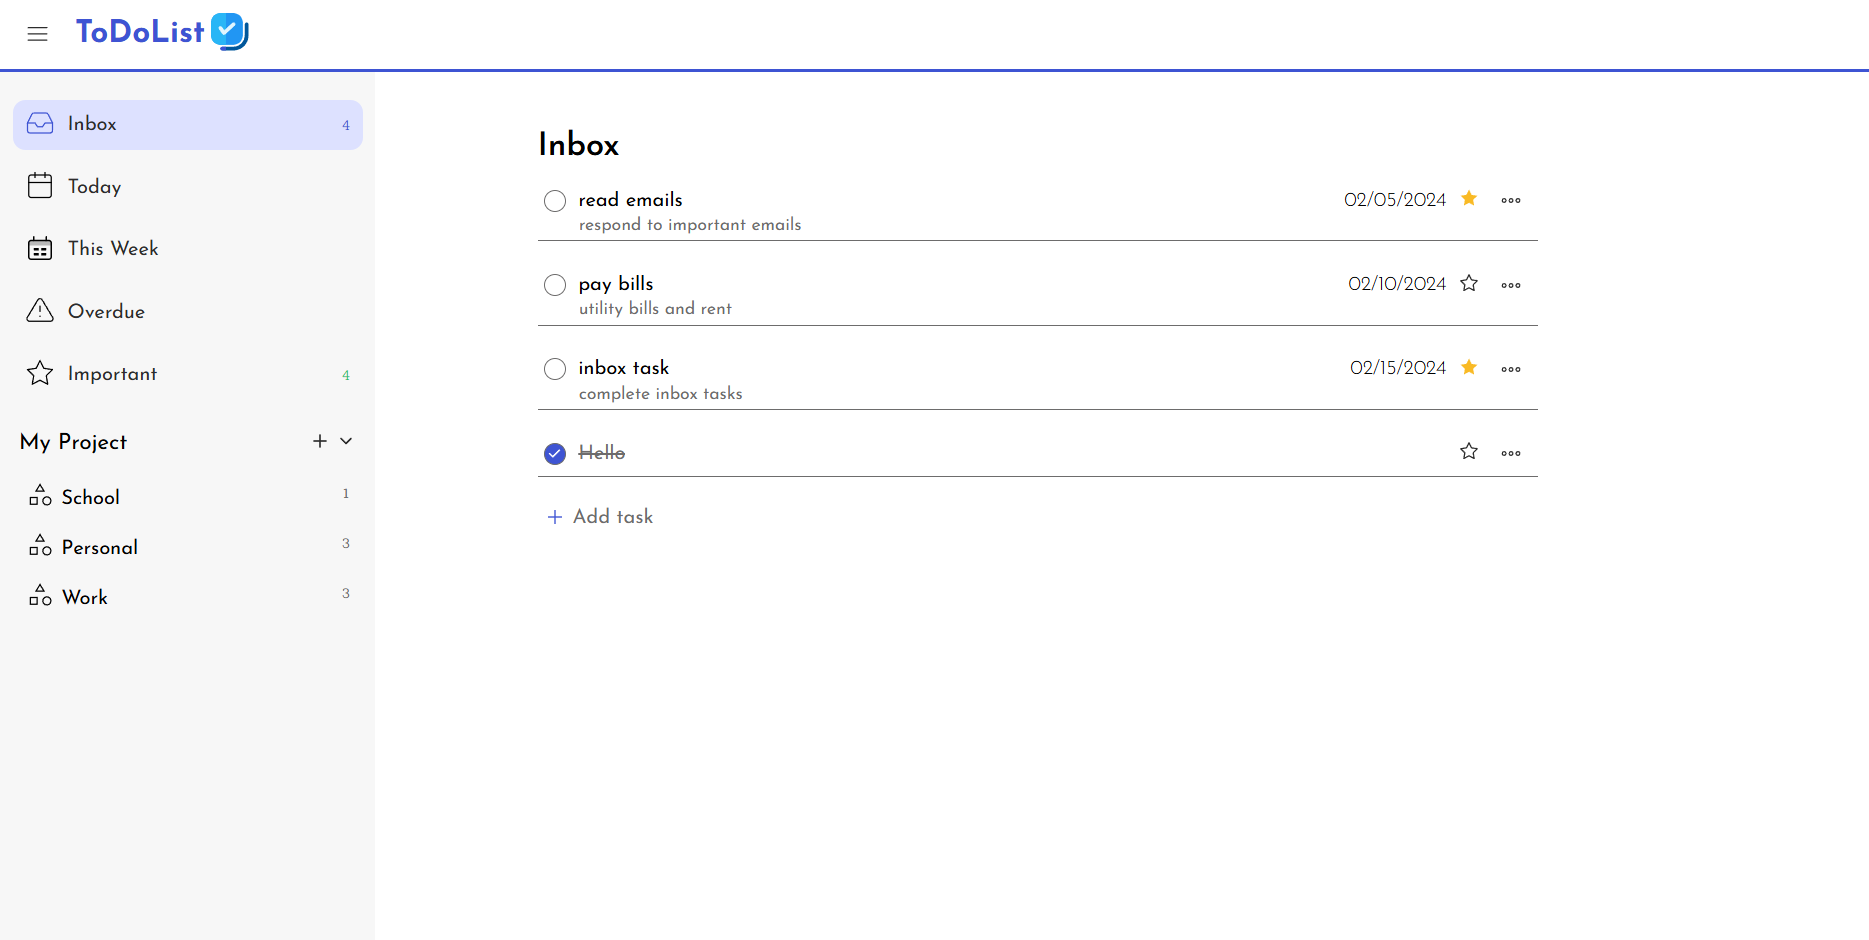 ToDoList
Inbox 4
Today
This Week
Overdue
Important 4
My Project
School 1
Personal 3
Work 3
Inbox
read emails 02/05/2024
respond to important emails
pay bills 02/10/2024
utility bills and rent
inbox task 02/15/2024
complete inbox tasks
Hello
+ Add task